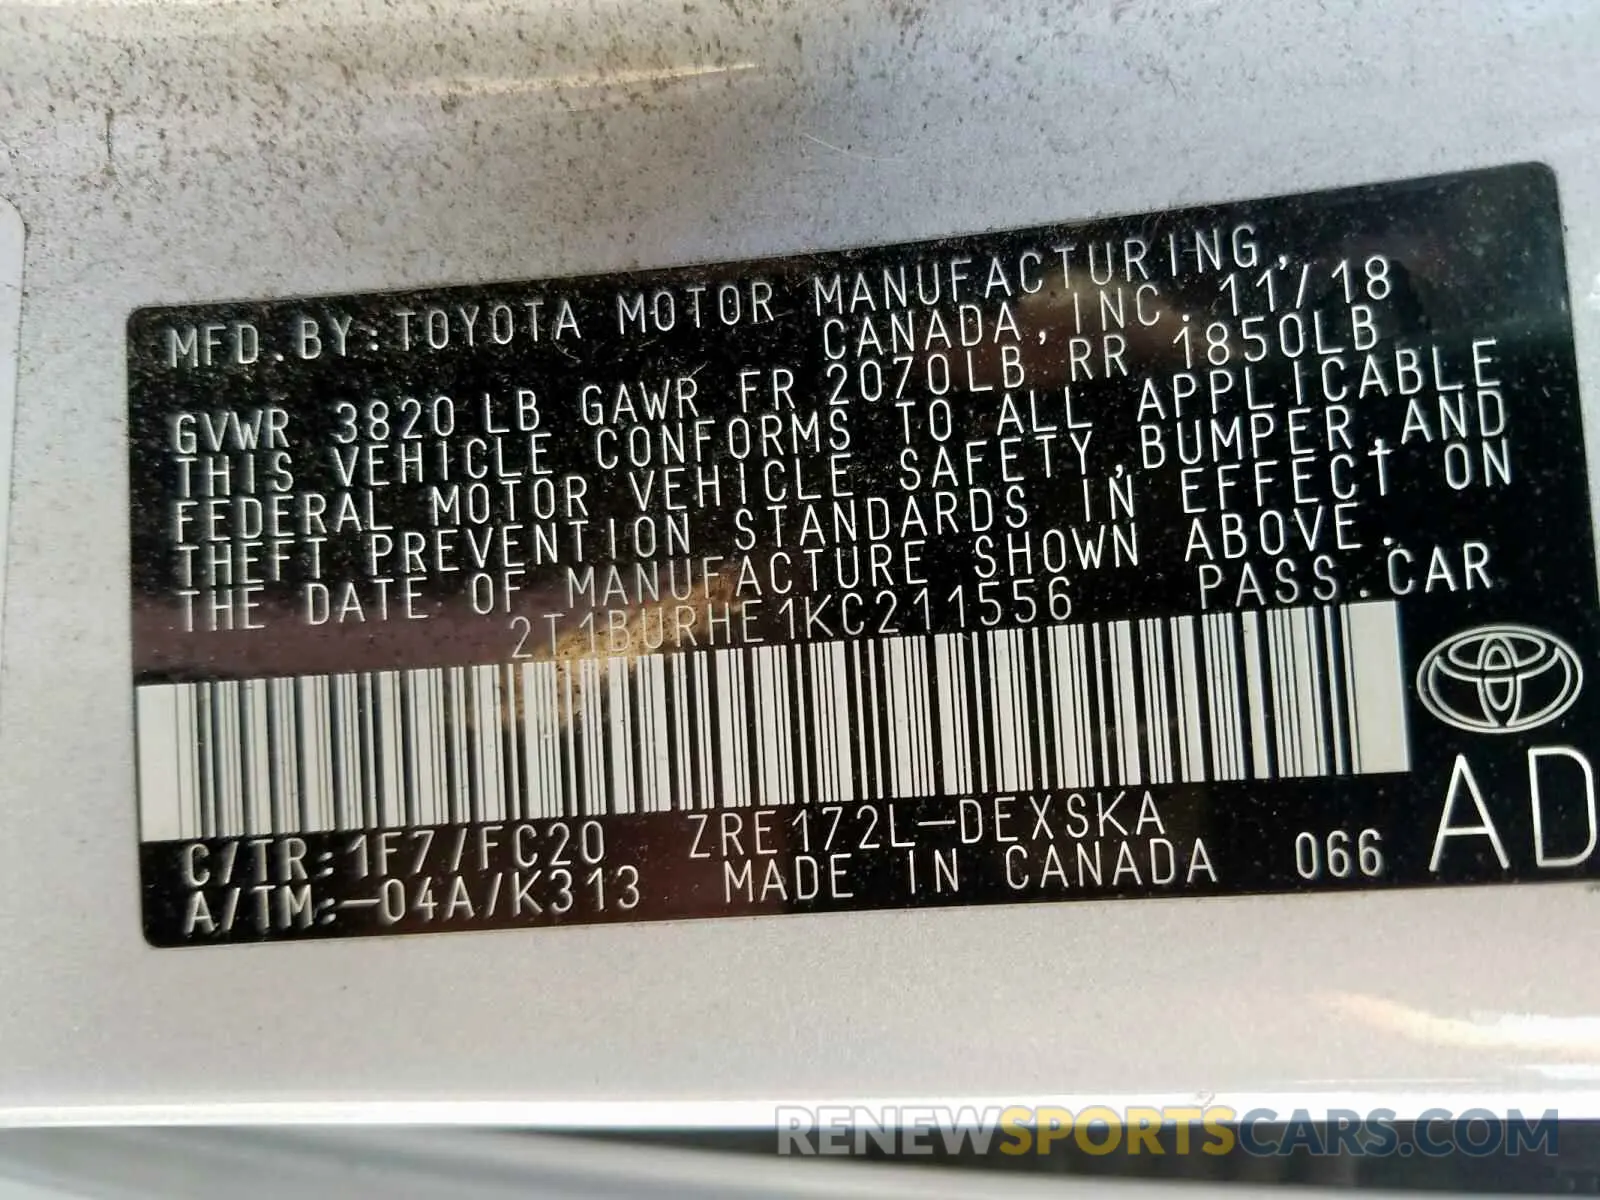 MFD. BY: TOYOTA MOTOR MANUFACTURING,
CANADA, INC. 11/18
GVWR 3820 LB GAWR FR 2070LB RR 1850LB
THIS VEHICLE CONFORMS TO ALL APPLICABLE
FEDERAL MOTOR VEHICLE SAFETY, BUMPER, AND
THEFT PREVENTION STANDARDS IN EFFECT ON
THE DATE OF MANUFACTURE SHOWN ABOVE.
2T1BURHE1KC211556 PASS. CAR
C/TR: 1F7/FC20 ZRE172L-DEXSKA
A/TM: -04A/K313 MADE IN CANADA 066 AD
RENEWSPORTSCARS.COM